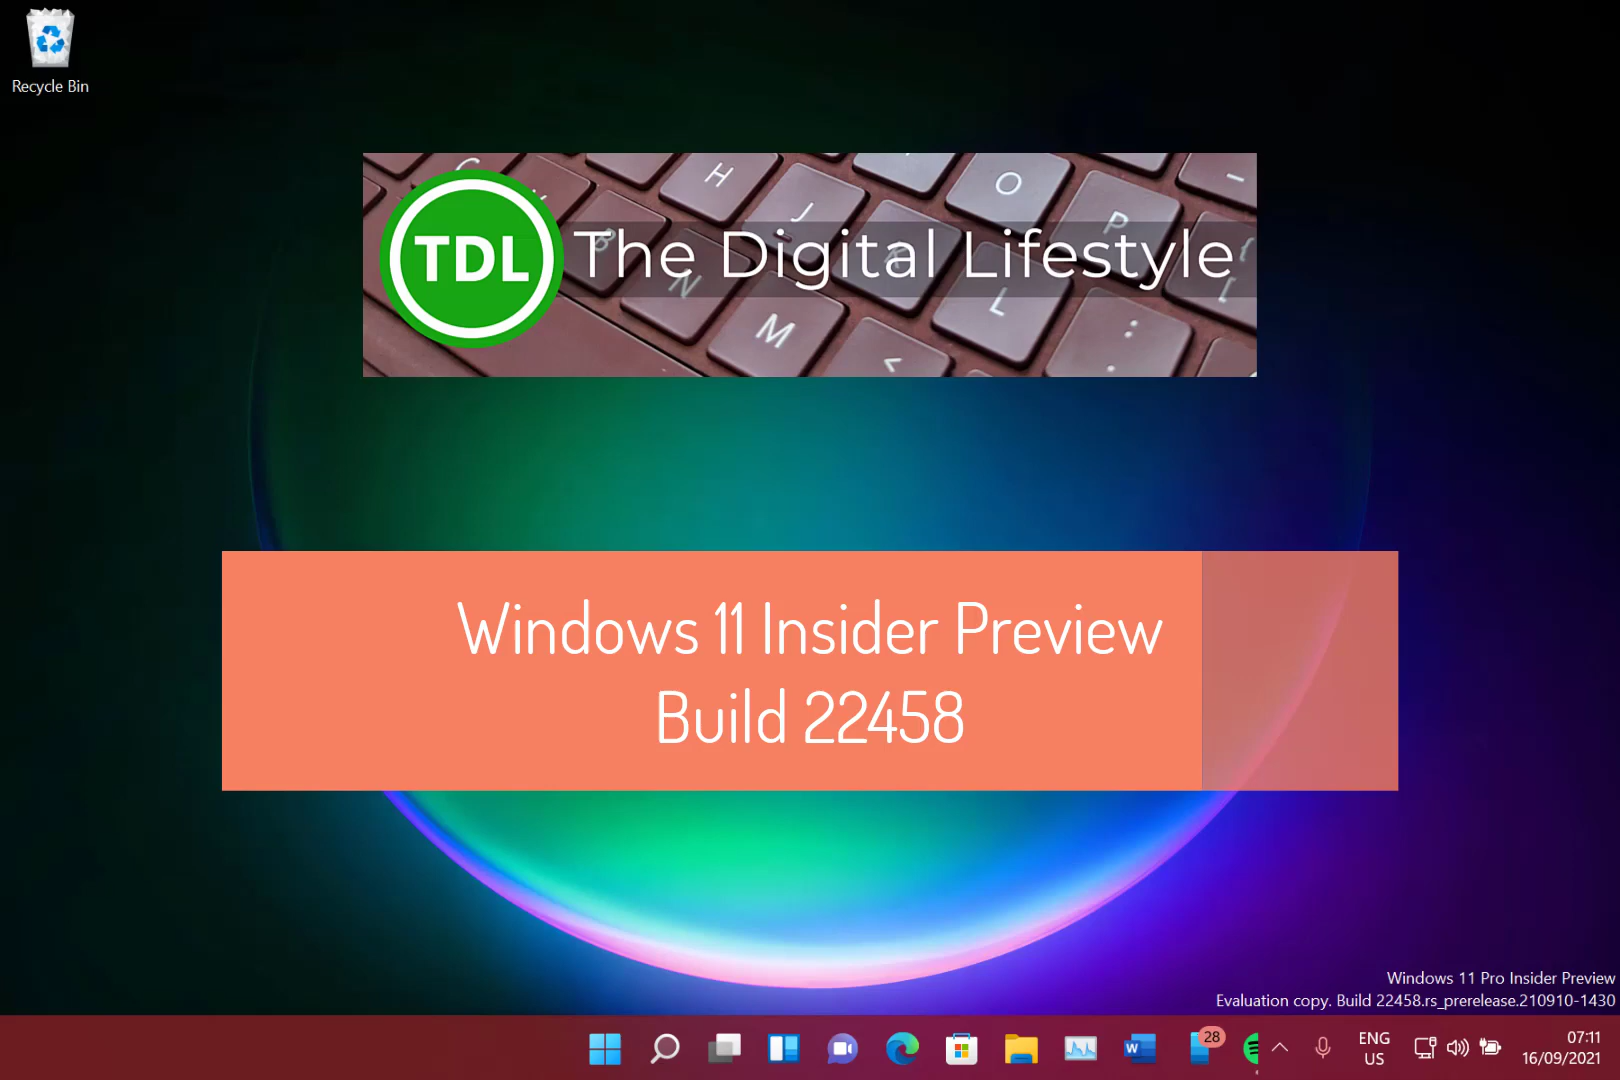 Recycle Bin
TDL The Digital Lifestyle
Windows 11 Insider Preview
Build 22458
Windows 11 Pro Insider Preview
Evaluation copy. Build 22458.rs_prerelease.210910-1430
28
ENG
US
07:11
16/09/2021